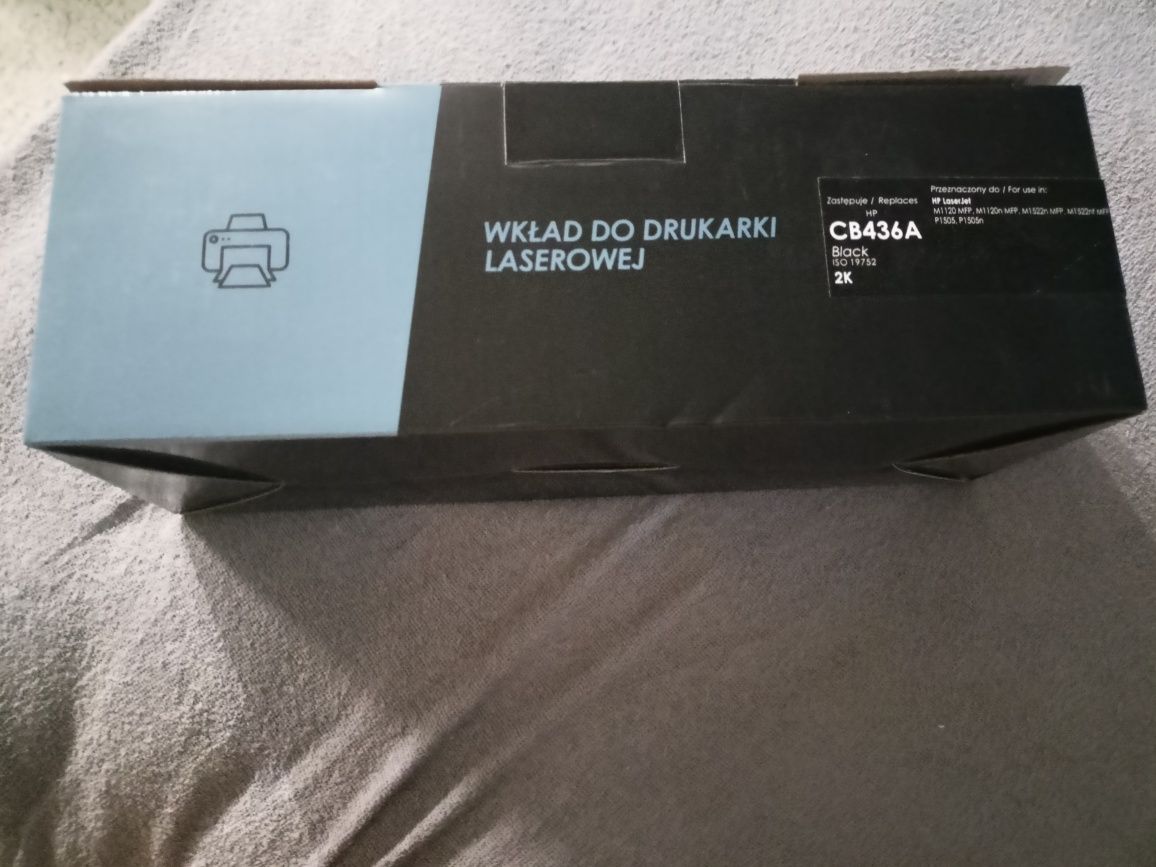 WKŁAD DO DRUKARKI
LASEROWEJ
Zastępuje / Replaces
HP
CB436A
Black
ISO 19752
2K
Przeznaczony do / For use in:
HP LaserJet
M1120 MFP, M1120n MFP, M1522n MFP, M1522nf MFP
P1505, P1505n